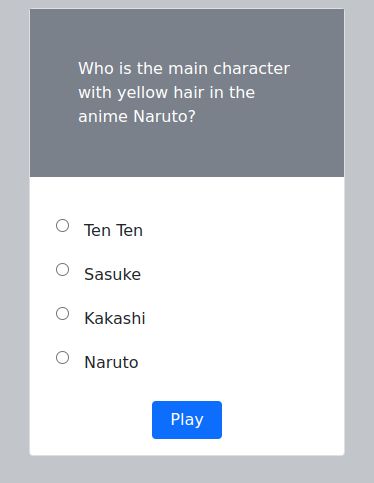 Who is the main character
with yellow hair in the
anime Naruto?
Ten Ten
Sasuke
Kakashi
Naruto
Play